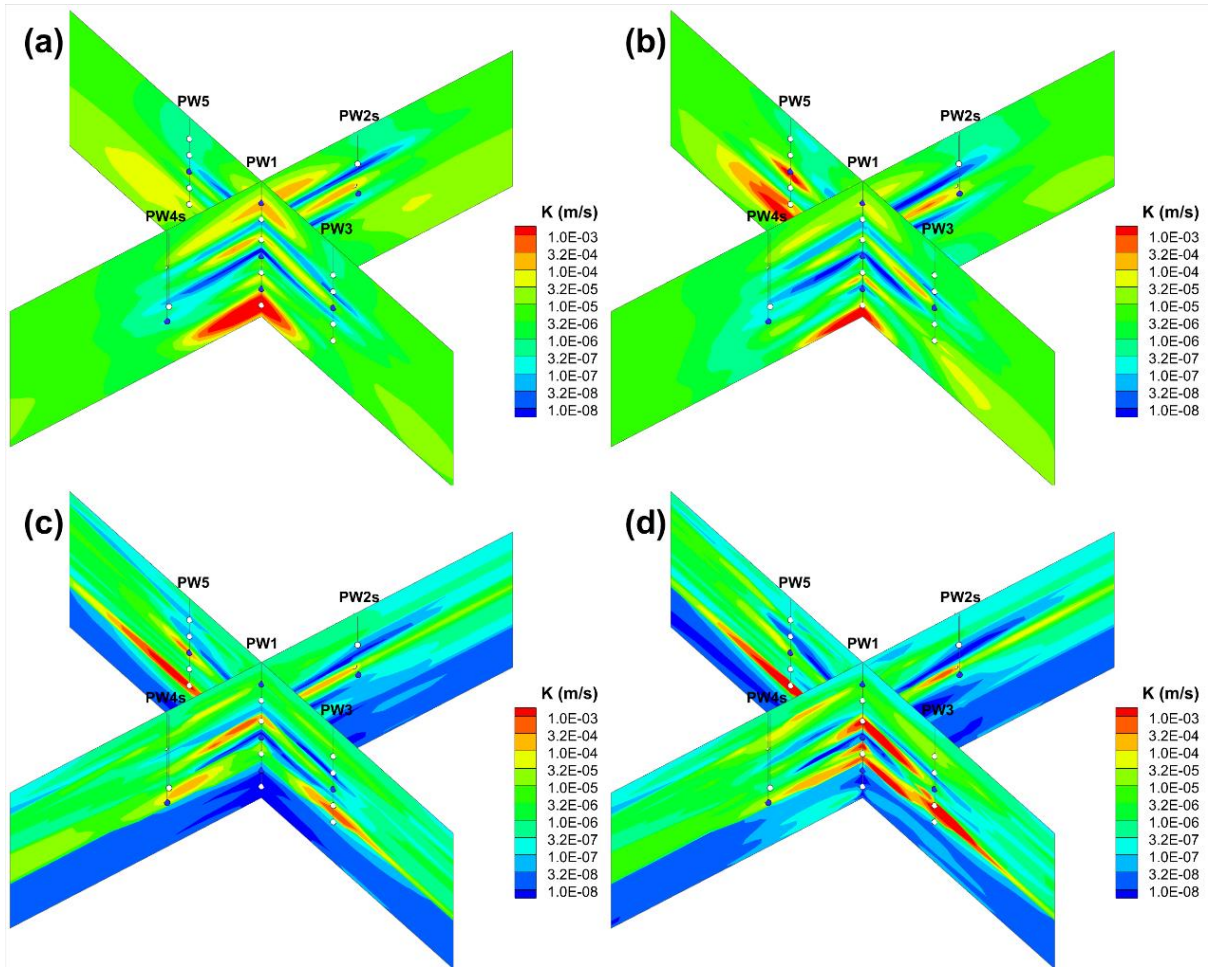 (a)
PW5
PW2s
PW1
PW4s
PW3
K (m/s)
1.0E-03
3.2E-04
1.0E-04
3.2E-05
1.0E-05
3.2E-06
1.0E-06
3.2E-07
1.0E-07
3.2E-08
1.0E-08
(b)
PW5
PW2s
PW1
PW4s
PW3
K (m/s)
1.0E-03
3.2E-04
1.0E-04
3.2E-05
1.0E-05
3.2E-06
1.0E-06
3.2E-07
1.0E-07
3.2E-08
1.0E-08
(c)
PW5
PW2s
PW1
PW4s
PW3
K (m/s)
1.0E-03
3.2E-04
1.0E-04
3.2E-05
1.0E-05
3.2E-06
1.0E-06
3.2E-07
1.0E-07
3.2E-08
1.0E-08
(d)
PW5
PW2s
PW1
PW4s
PW3
K (m/s)
1.0E-03
3.2E-04
1.0E-04
3.2E-05
1.0E-05
3.2E-06
1.0E-06
3.2E-07
1.0E-07
3.2E-08
1.0E-08